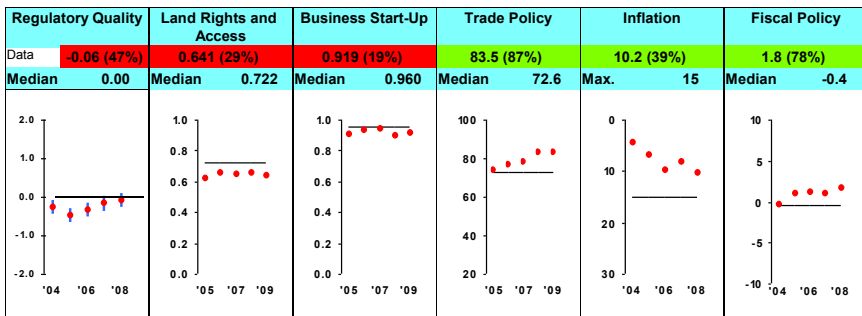 Regulatory Quality
Land Rights and
Access
Business Start-Up
Trade Policy
Inflation
Fiscal Policy
Data -0.06 (47%) 0.641 (29%) 0.919 (19%) 83.5 (87%) 10.2 (39%) 1.8 (78%)
Median 0.00 Median 0.722 Median 0.960 Median 72.6 Max. 15 Median -0.4
2.0
1.0
0.0
-1.0
-2.0
'04 '06 '08
1.0
0.8
0.6
0.4
0.2
0.0
'05 '07 '09
1.0
0.8
0.6
0.4
0.2
0.0
'05 '07 '09
100
80
60
40
20
'05 '07 '09
0
10
20
30
'04 '06 '08
10
5
0
-5
-10
'04 '06 '08